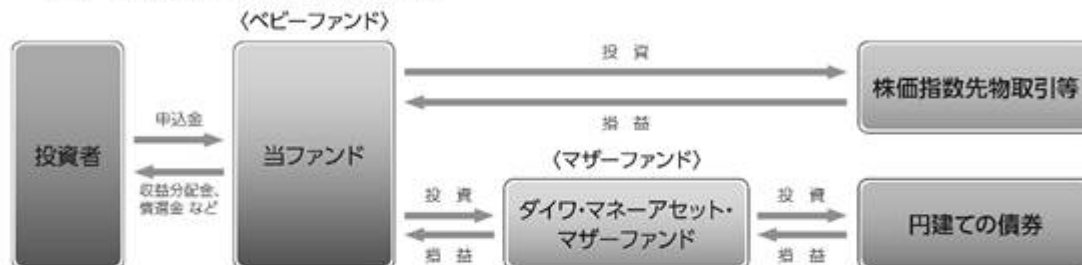 〈ベビーファンド〉
投資者
申込金
収益分配金、
償還金 など
当ファンド
投 資
損 益
株価指数先物取引等
〈マザーファンド〉
投 資
損 益
ダイワ・マネーアセット・
マザーファンド
投 資
損 益
円建ての債券